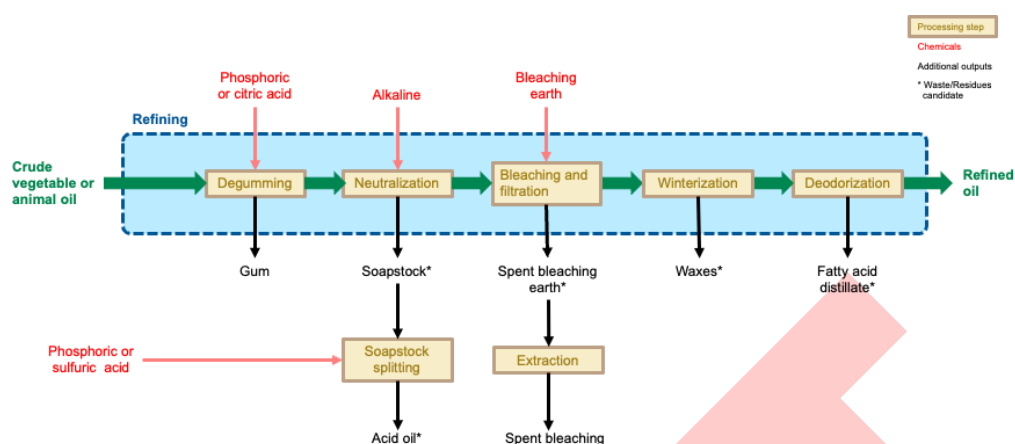 Processing step
Chemicals
Additional outputs
* Waste/Residues
candidate
Phosphoric
or citric acid
Alkaline
Bleaching
earth
Refining
Crude
vegetable or
animal oil
Degumming
Neutralization
Bleaching and
filtration
Winterization
Deodorization
Refined
oil
Gum
Soapstock*
Spent bleaching
earth*
Waxes*
Fatty acid
distillate*
Phosphoric or
sulfuric acid
Soapstock
splitting
Extraction
Acid oil*
Spent bleaching